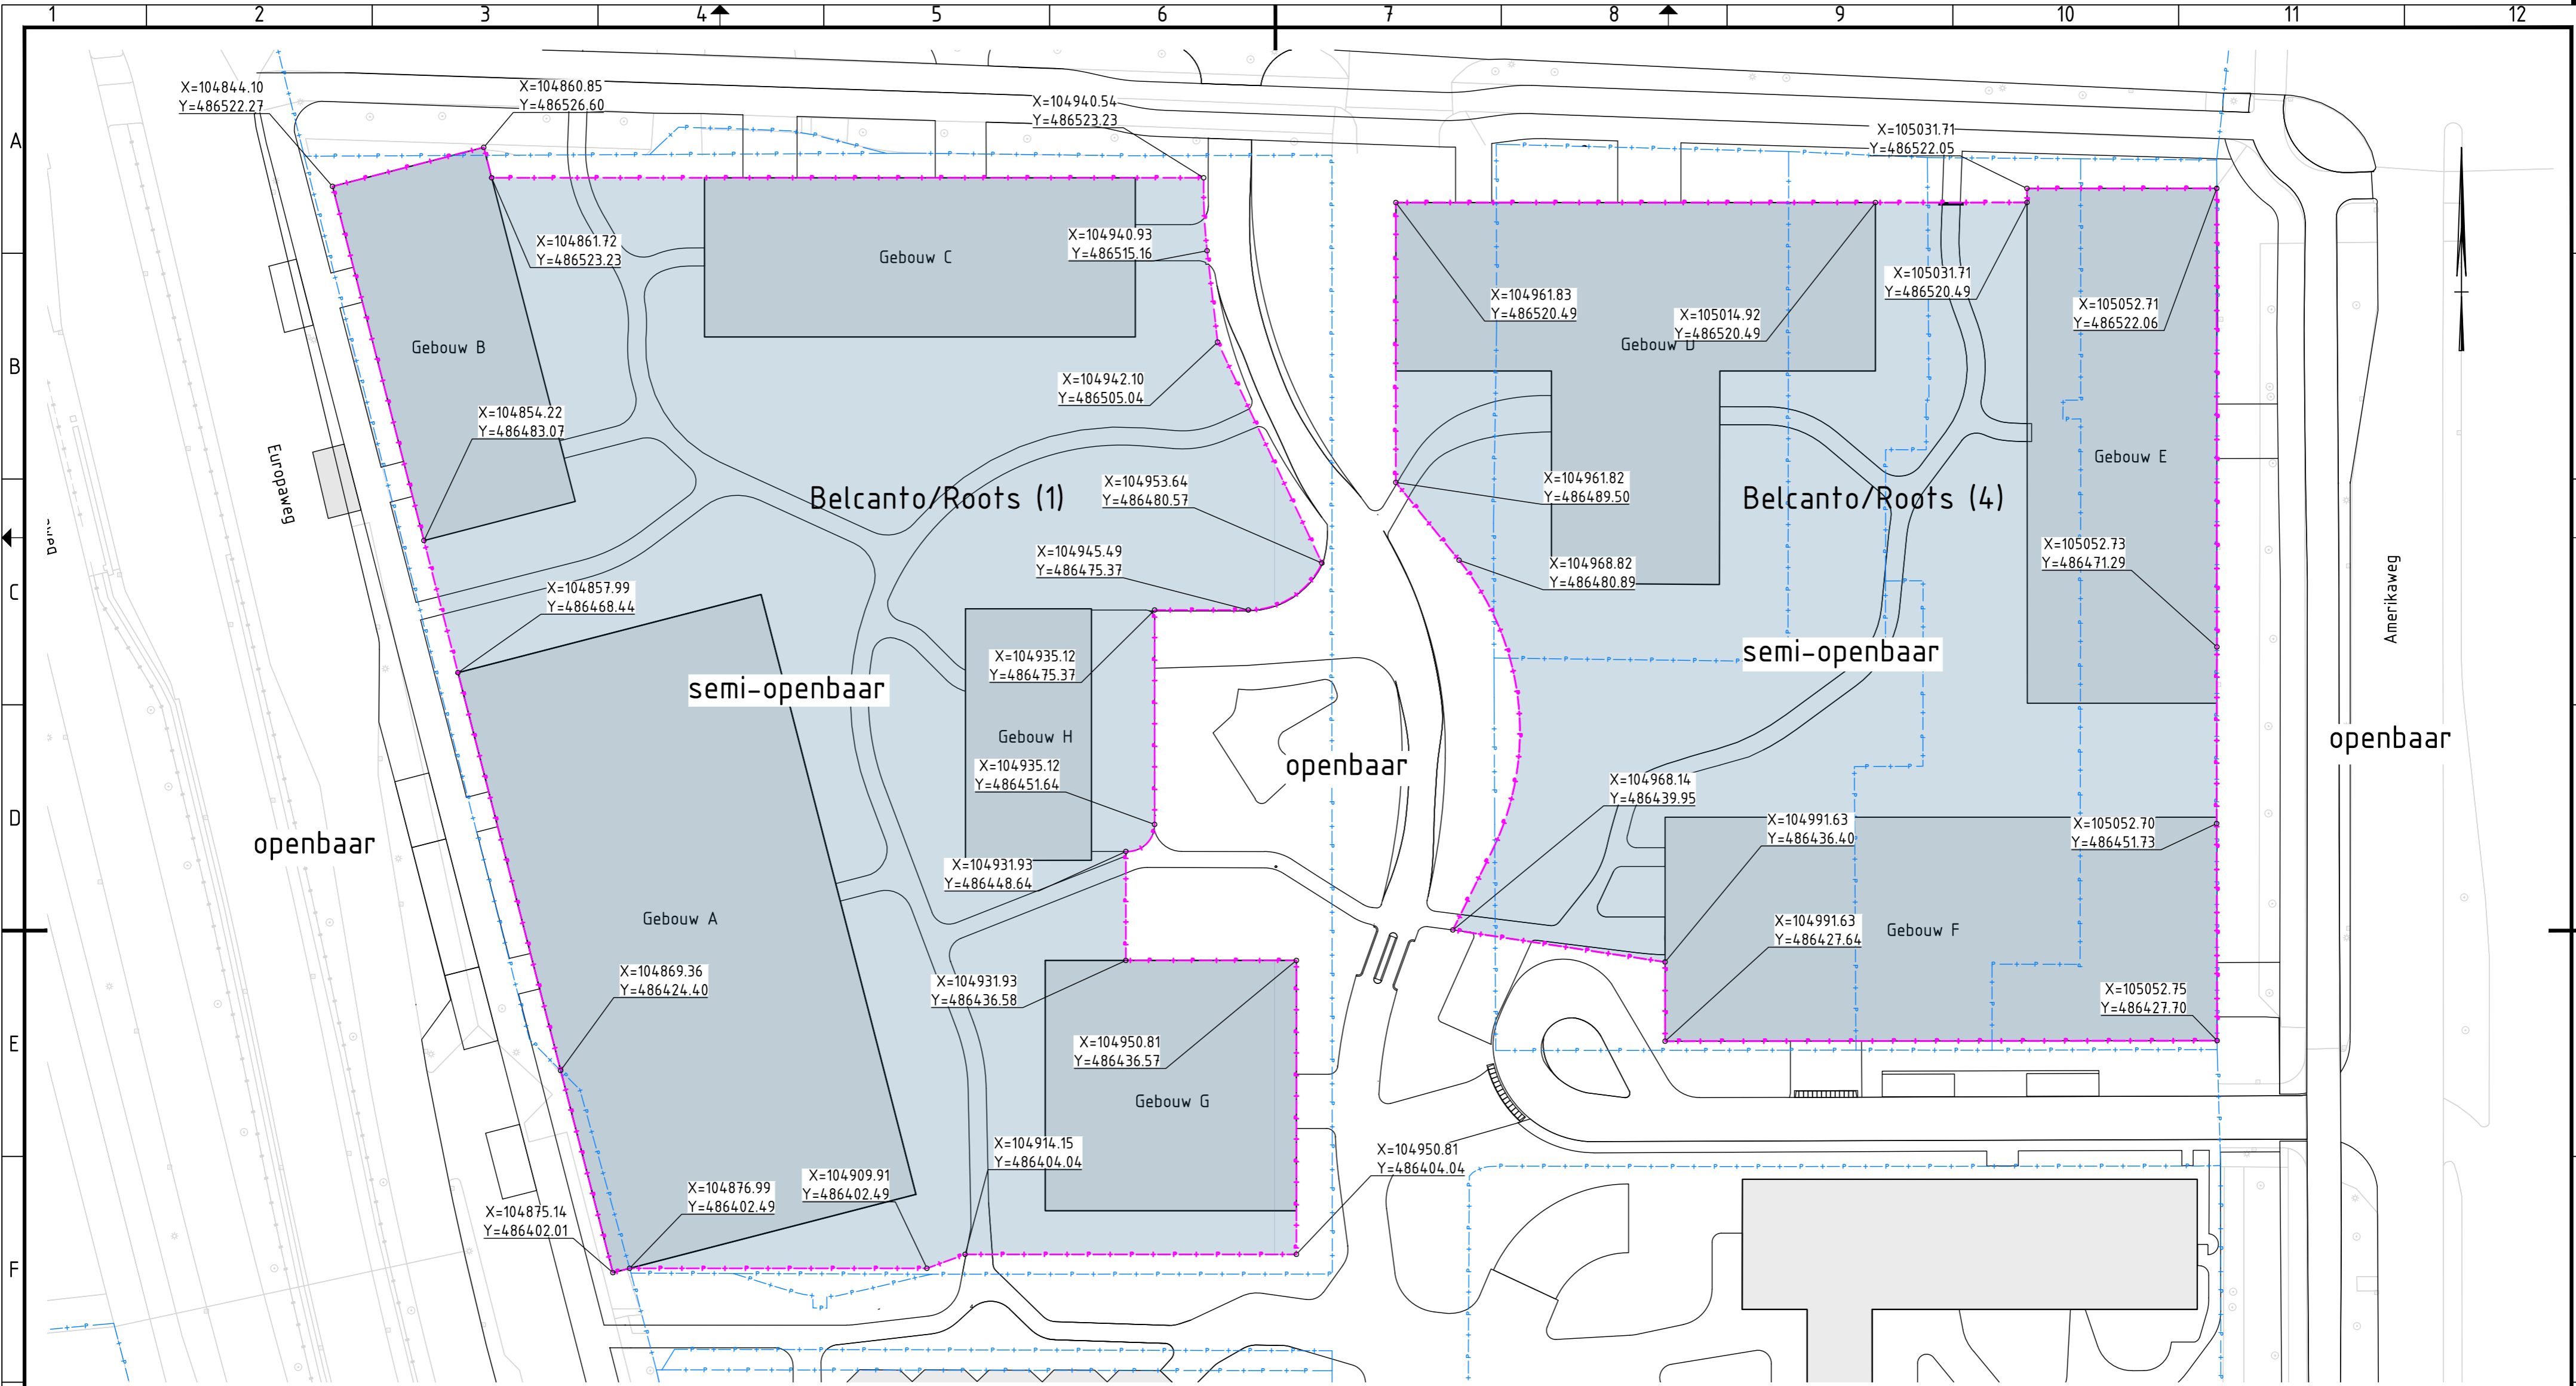 1 2 3 4 5 6 7 8 9 10 11 12
A
B
C
D
E
F
X=104844.10
Y=486522.27
X=104860.85
Y=486526.60
X=104940.54
Y=486523.23
X=105031.71
Y=486522.05
X=104861.72
Y=486523.23
Gebouw C
X=104940.93
Y=486515.16
X=104961.83
Y=486520.49
X=105014.92
Y=486520.49
X=105031.71
Y=486520.49
X=105052.71
Y=486522.06
Gebouw B
Gebouw D
X=104942.10
Y=486505.04
X=104854.22
Y=486483.07
Gebouw E
Europaweg
Belcanto/Roots (1)
X=104953.64
Y=486480.57
X=104961.82
Y=486489.50
Belcanto/Roots (4)
X=104945.49
Y=486475.37
X=104968.82
Y=486480.89
X=105052.73
Y=486471.29
Amerikaweg
X=104857.99
Y=486468.44
X=104935.12
Y=486475.37
semi-openbaar
semi-openbaar
Gebouw H
openbaar
openbaar
openbaar
X=104935.12
Y=486451.64
X=104968.14
Y=486439.95
X=104991.63
Y=486436.40
X=105052.70
Y=486451.73
X=104931.93
Y=486448.64
Gebouw A
Gebouw F
X=104991.63
Y=486427.64
X=104869.36
Y=486424.40
X=104931.93
Y=486436.58
X=105052.75
Y=486427.70
X=104950.81
Y=486436.57
Gebouw G
X=104914.15
Y=486404.04
X=104950.81
Y=486404.04
X=104909.91
Y=486402.49
X=104876.99
Y=486402.49
X=104875.14
Y=486402.01